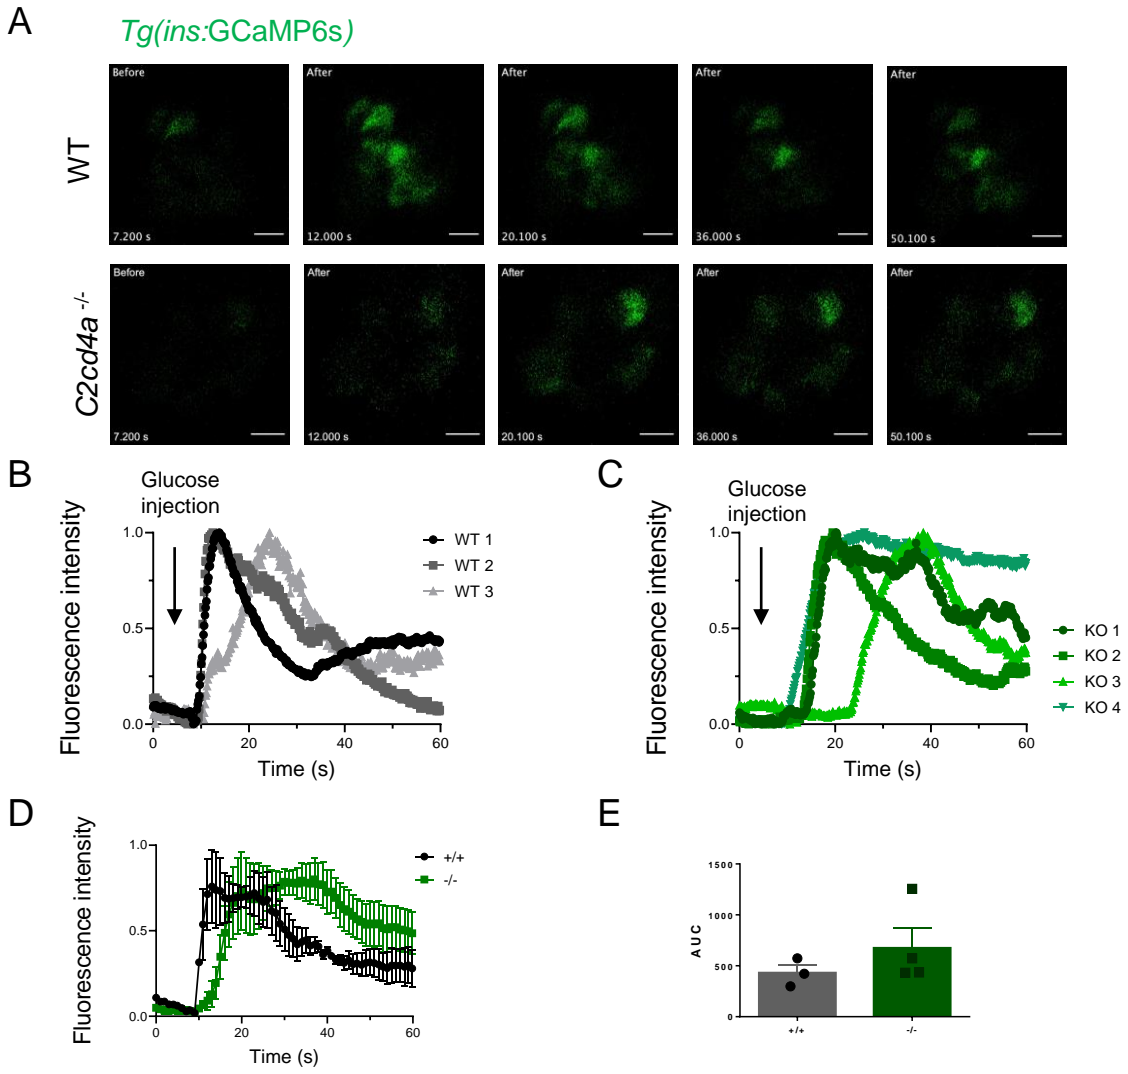 A
Tg(ins:GCaMP6s)
WT
Before
7.200 s
After
12.000 s
After
20.100 s
After
36.000 s
After
50.100 s
C2cd4a -/-
Before
7.200 s
After
12.000 s
After
20.100 s
After
36.000 s
After
50.100 s
B
Glucose
injection
Fluorescence intensity
1.0
0.5
0.0
0
20
40
60
Time (s)
WT 1
WT 2
WT 3
C
Glucose
injection
Fluorescence intensity
1.0
0.5
0.0
0
20
40
60
Time (s)
KO 1
KO 2
KO 3
KO 4
D
Fluorescence intensity
1.0
0.5
0.0
0
20
40
60
Time (s)
+/+
-/-
E
AUC
1500
1000
500
0
+/+
-/-